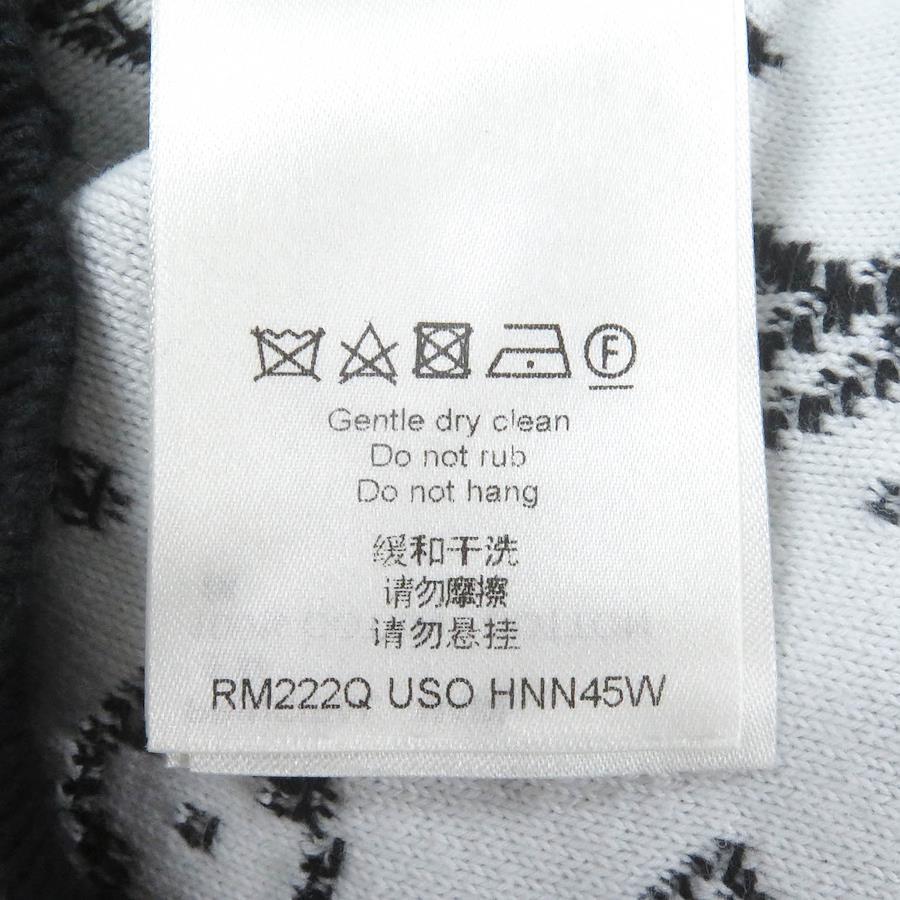 F
Gentle dry clean
Do not rub
Do not hang
缓和干洗
请勿摩擦
请勿悬挂
RM222Q USO HNN45W